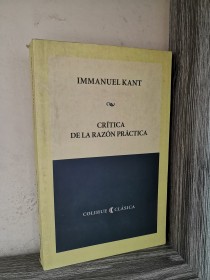 IMMANUEL KANT
CRÍTICA
DE LA RAZÓN PRÁCTICA
COLIHUE CLÁSICA